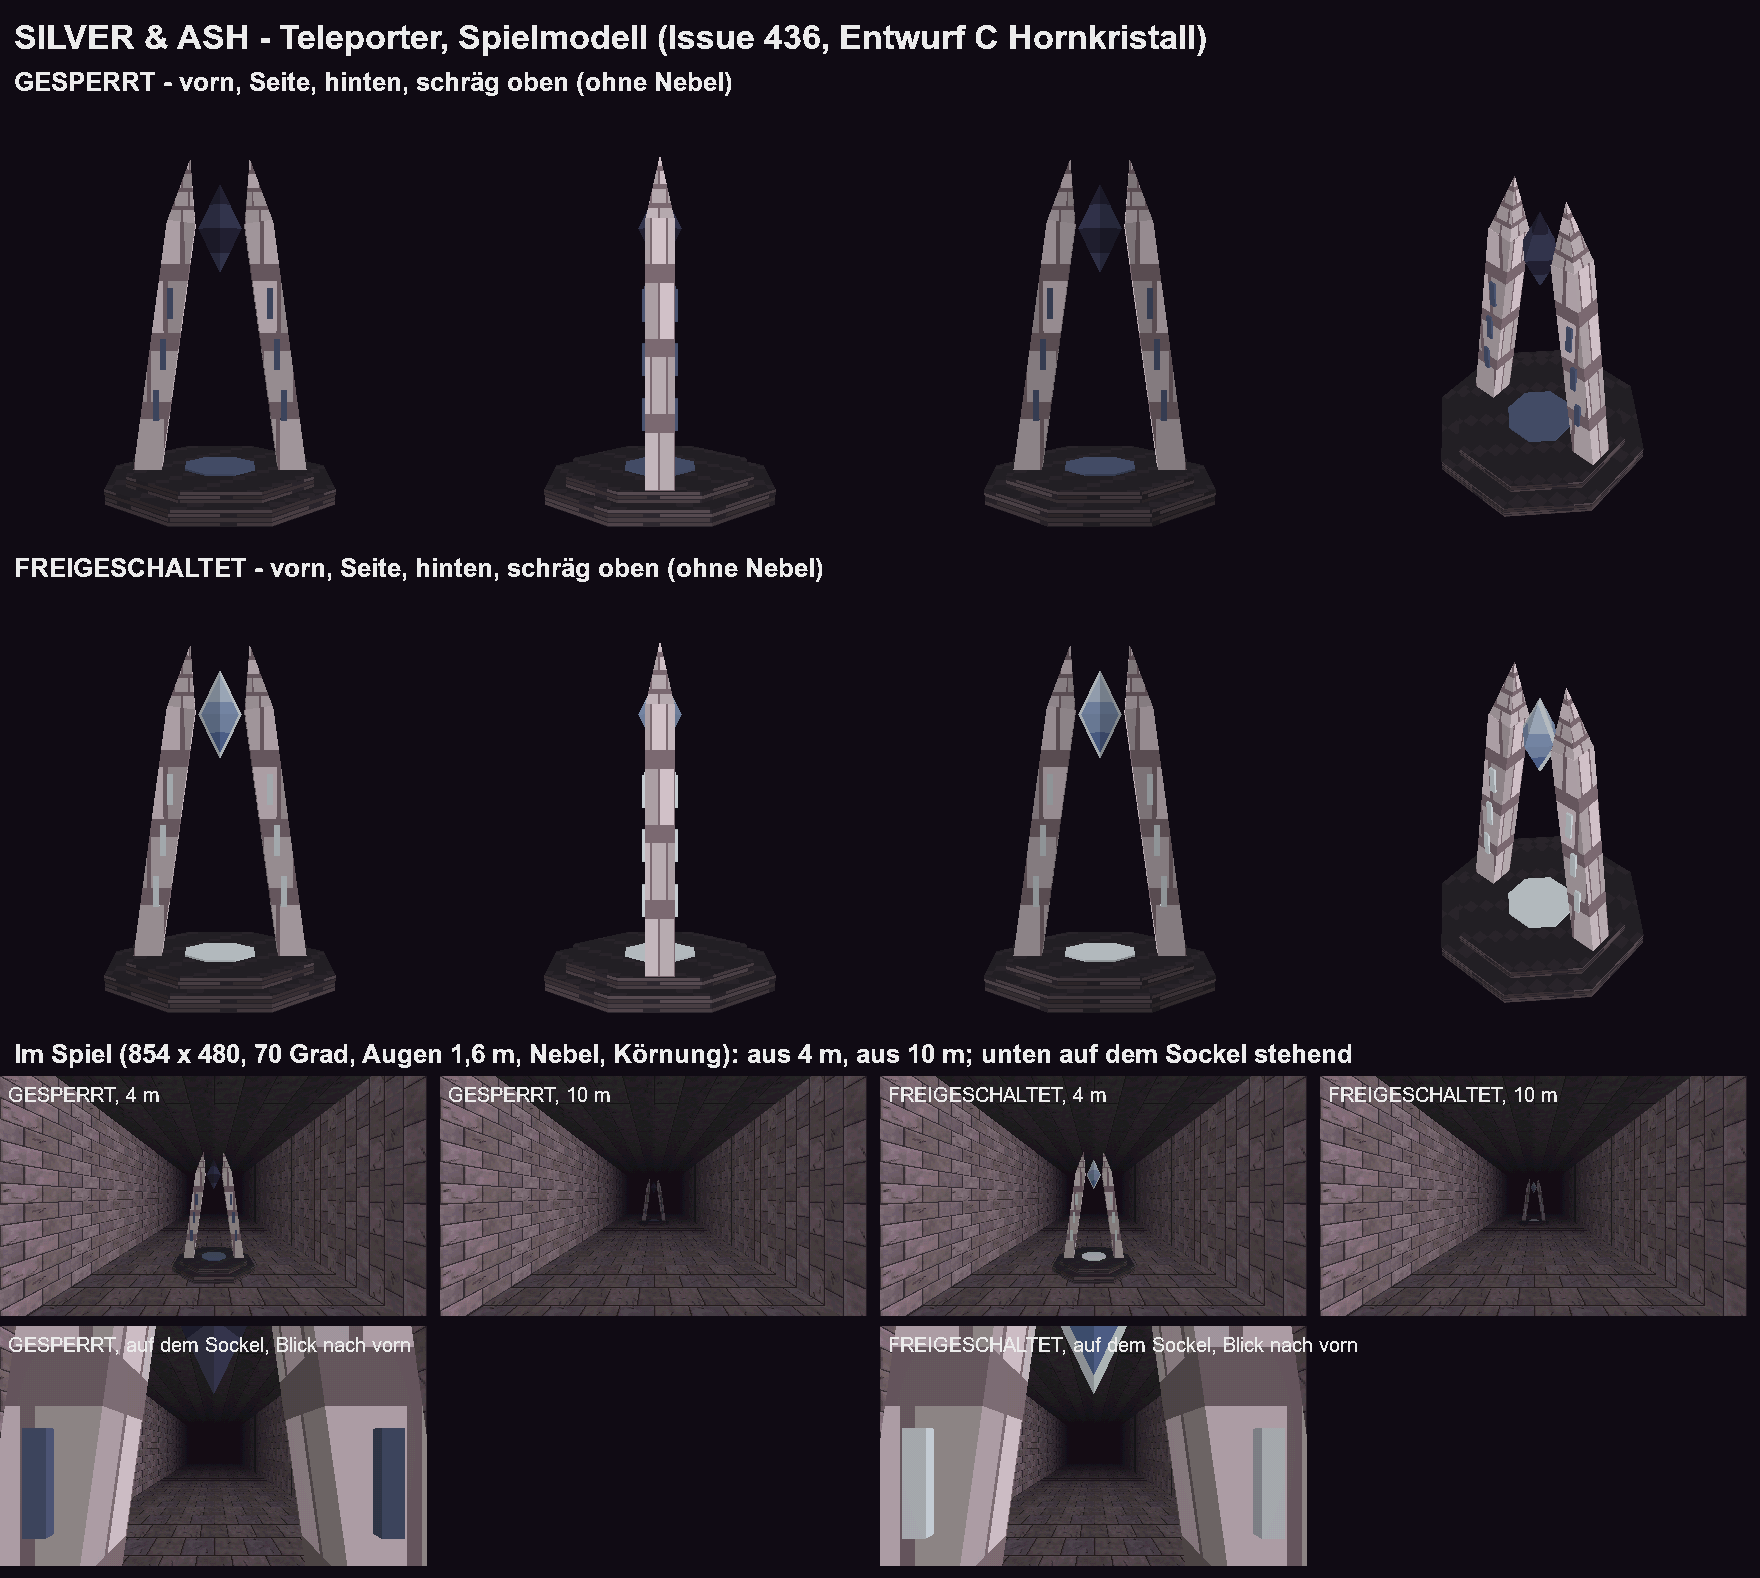 SILVER & ASH - Teleporter, Spielmodell (Issue 436, Entwurf C Hornkristall)
GESPERRT - vorn, Seite, hinten, schräg oben (ohne Nebel)
FREIGESCHALTET - vorn, Seite, hinten, schräg oben (ohne Nebel)
Im Spiel (854 x 480, 70 Grad, Augen 1,6 m, Nebel, Körnung): aus 4 m, aus 10 m; unten auf dem Sockel stehend
GESPERRT, 4 m
GESPERRT, 10 m
FREIGESCHALTET, 4 m
FREIGESCHALTET, 10 m
GESPERRT, auf dem Sockel, Blick nach vorn
FREIGESCHALTET, auf dem Sockel, Blick nach vorn